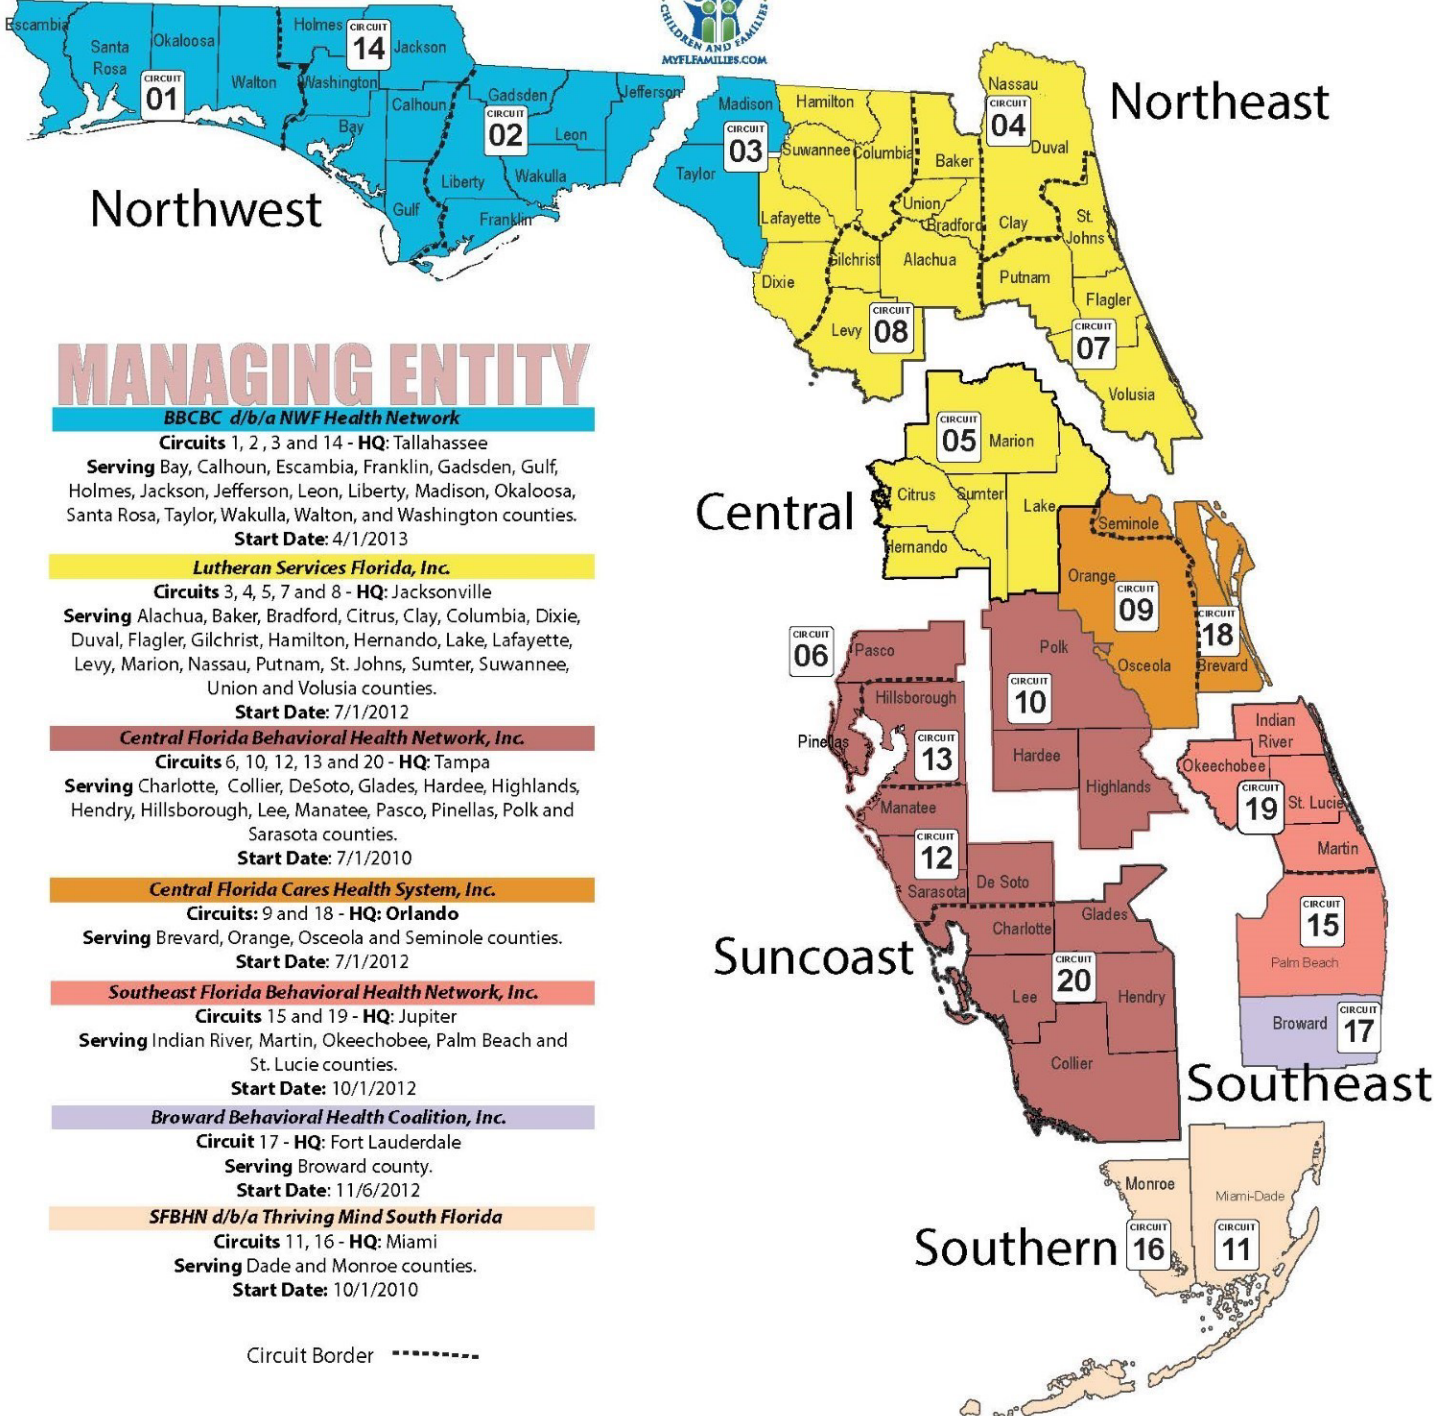 CHILDREN AND FAMILIES
MYFLFAMILIES.COM
Escambia
Santa
Rosa
Okaloosa
Walton
CIRCUIT
01
Holmes
CIRCUIT
14
Jackson
Washington
Calhoun
Bay
Gulf
Gadsden
CIRCUIT
02
Leon
Jefferson
Liberty
Wakulla
Franklin
Northwest
Madison
CIRCUIT
03
Taylor
Hamilton
Suwannee
Columbia
Lafayette
Dixie
Nassau
CIRCUIT
04
Duval
Baker
Union
Bradford
Clay
St.
Johns
Gilchrist
Alachua
Putnam
Flagler
Levy
CIRCUIT
08
CIRCUIT
07
Volusia
Northeast
MANAGING ENTITY
BBCBC d/b/a NWF Health Network
Circuits 1, 2 , 3 and 14 - HQ: Tallahassee
Serving Bay, Calhoun, Escambia, Franklin, Gadsden, Gulf,
Holmes, Jackson, Jefferson, Leon, Liberty, Madison, Okaloosa,
Santa Rosa, Taylor, Wakulla, Walton, and Washington counties.
Start Date: 4/1/2013
Lutheran Services Florida, Inc.
Circuits 3, 4, 5, 7 and 8 - HQ: Jacksonville
Serving Alachua, Baker, Bradford, Citrus, Clay, Columbia, Dixie,
Duval, Flagler, Gilchrist, Hamilton, Hernando, Lake, Lafayette,
Levy, Marion, Nassau, Putnam, St. Johns, Sumter, Suwannee,
Union and Volusia counties.
Start Date: 7/1/2012
Central Florida Behavioral Health Network, Inc.
Circuits 6, 10, 12, 13 and 20 - HQ: Tampa
Serving Charlotte, Collier, DeSoto, Glades, Hardee, Highlands,
Hendry, Hillsborough, Lee, Manatee, Pasco, Pinellas, Polk and
Sarasota counties.
Start Date: 7/1/2010
Central Florida Cares Health System, Inc.
Circuits: 9 and 18 - HQ: Orlando
Serving Brevard, Orange, Osceola and Seminole counties.
Start Date: 7/1/2012
Southeast Florida Behavioral Health Network, Inc.
Circuits 15 and 19 - HQ: Jupiter
Serving Indian River, Martin, Okeechobee, Palm Beach and
St. Lucie counties.
Start Date: 10/1/2012
Broward Behavioral Health Coalition, Inc.
Circuit 17 - HQ: Fort Lauderdale
Serving Broward county.
Start Date: 11/6/2012
SFBHN d/b/a Thriving Mind South Florida
Circuits 11, 16 - HQ: Miami
Serving Dade and Monroe counties.
Start Date: 10/1/2010
Circuit Border
CIRCUIT
05
Marion
Citrus
Sumter
Lake
Hernando
Central
Seminole
Orange
CIRCUIT
09
Osceola
CIRCUIT
18
Brevard
CIRCUIT
06
Pasco
Hillsborough
Pinellas
CIRCUIT
13
Polk
CIRCUIT
10
Hardee
Highlands
Manatee
CIRCUIT
12
Sarasota
De Soto
Charlotte
Glades
CIRCUIT
20
Lee
Hendry
Collier
Suncoast
Indian
River
Okeechobee
CIRCUIT
19
St. Lucie
Martin
CIRCUIT
15
Palm Beach
Broward
CIRCUIT
17
Southeast
Monroe
Miami-Dade
CIRCUIT
16
CIRCUIT
11
Southern